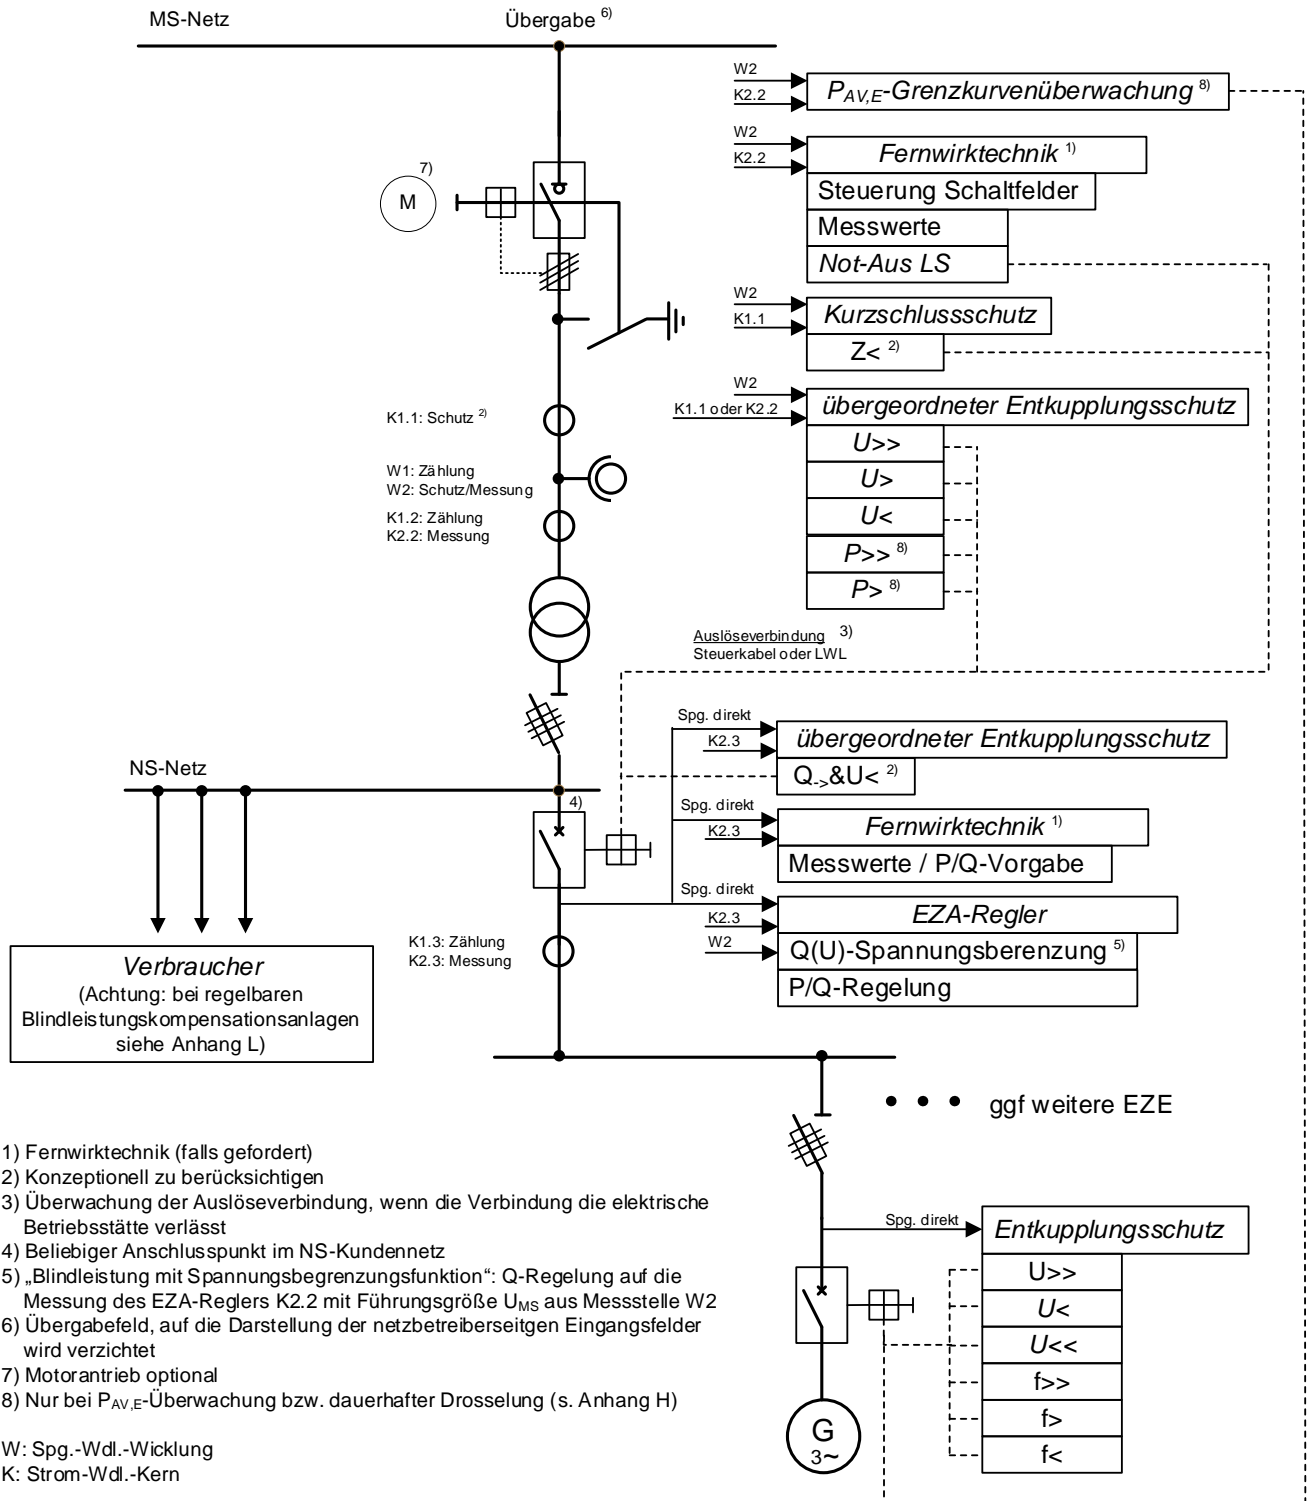 MS-Netz
Übergabe 6)
W2
K2.2
PAV,E-Grenzkurvenüberwachung 8)
W2
K2.2
Fernwirktechnik 1)
Steuerung Schaltfelder
Messwerte
Not-Aus LS
7)
M
W2
K1.1
Kurzschlussschutz
Z< 2)
W2
K1.1 oder K2.2
übergeordneter Entkupplungsschutz
U>>
U>
U<
P>> 8)
P> 8)
K1.1: Schutz 2)
W1: Zählung
W2: Schutz/Messung
K1.2: Zählung
K2.2: Messung
Auslöseverbindung 3)
Steuerkabel oder LWL
Spg. direkt
K2.3
übergeordneter Entkupplungsschutz
Q->&U< 2)
NS-Netz
4)
Spg. direkt
K2.3
Fernwirktechnik 1)
Messwerte / P/Q-Vorgabe
Spg. direkt
K2.3
W2
EZA-Regler
Q(U)-Spannungsberenzung 5)
P/Q-Regelung
K1.3: Zählung
K2.3: Messung
Verbraucher
(Achtung: bei regelbaren
Blindleistungskompensationsanlagen
siehe Anhang L)
ggf weitere EZE
1) Fernwirktechnik (falls gefordert)
2) Konzeptionell zu berücksichtigen
3) Überwachung der Auslöseverbindung, wenn die Verbindung die elektrische
Betriebsstätte verlässt
4) Beliebiger Anschlusspunkt im NS-Kundennetz
5) „Blindleistung mit Spannungsbegrenzungsfunktion“: Q-Regelung auf die
Messung des EZA-Reglers K2.2 mit Führungsgröße UMS aus Messstelle W2
6) Übergabefeld, auf die Darstellung der netzbetreiberseitgen Eingangsfelder
wird verzichtet
7) Motorantrieb optional
8) Nur bei PAV,E-Überwachung bzw. dauerhafter Drosselung (s. Anhang H)
W: Spg.-Wdl.-Wicklung
K: Strom-Wdl.-Kern
Spg. direkt
Entkupplungsschutz
U>>
U<
U<<
f>>
f>
f<
G
3~